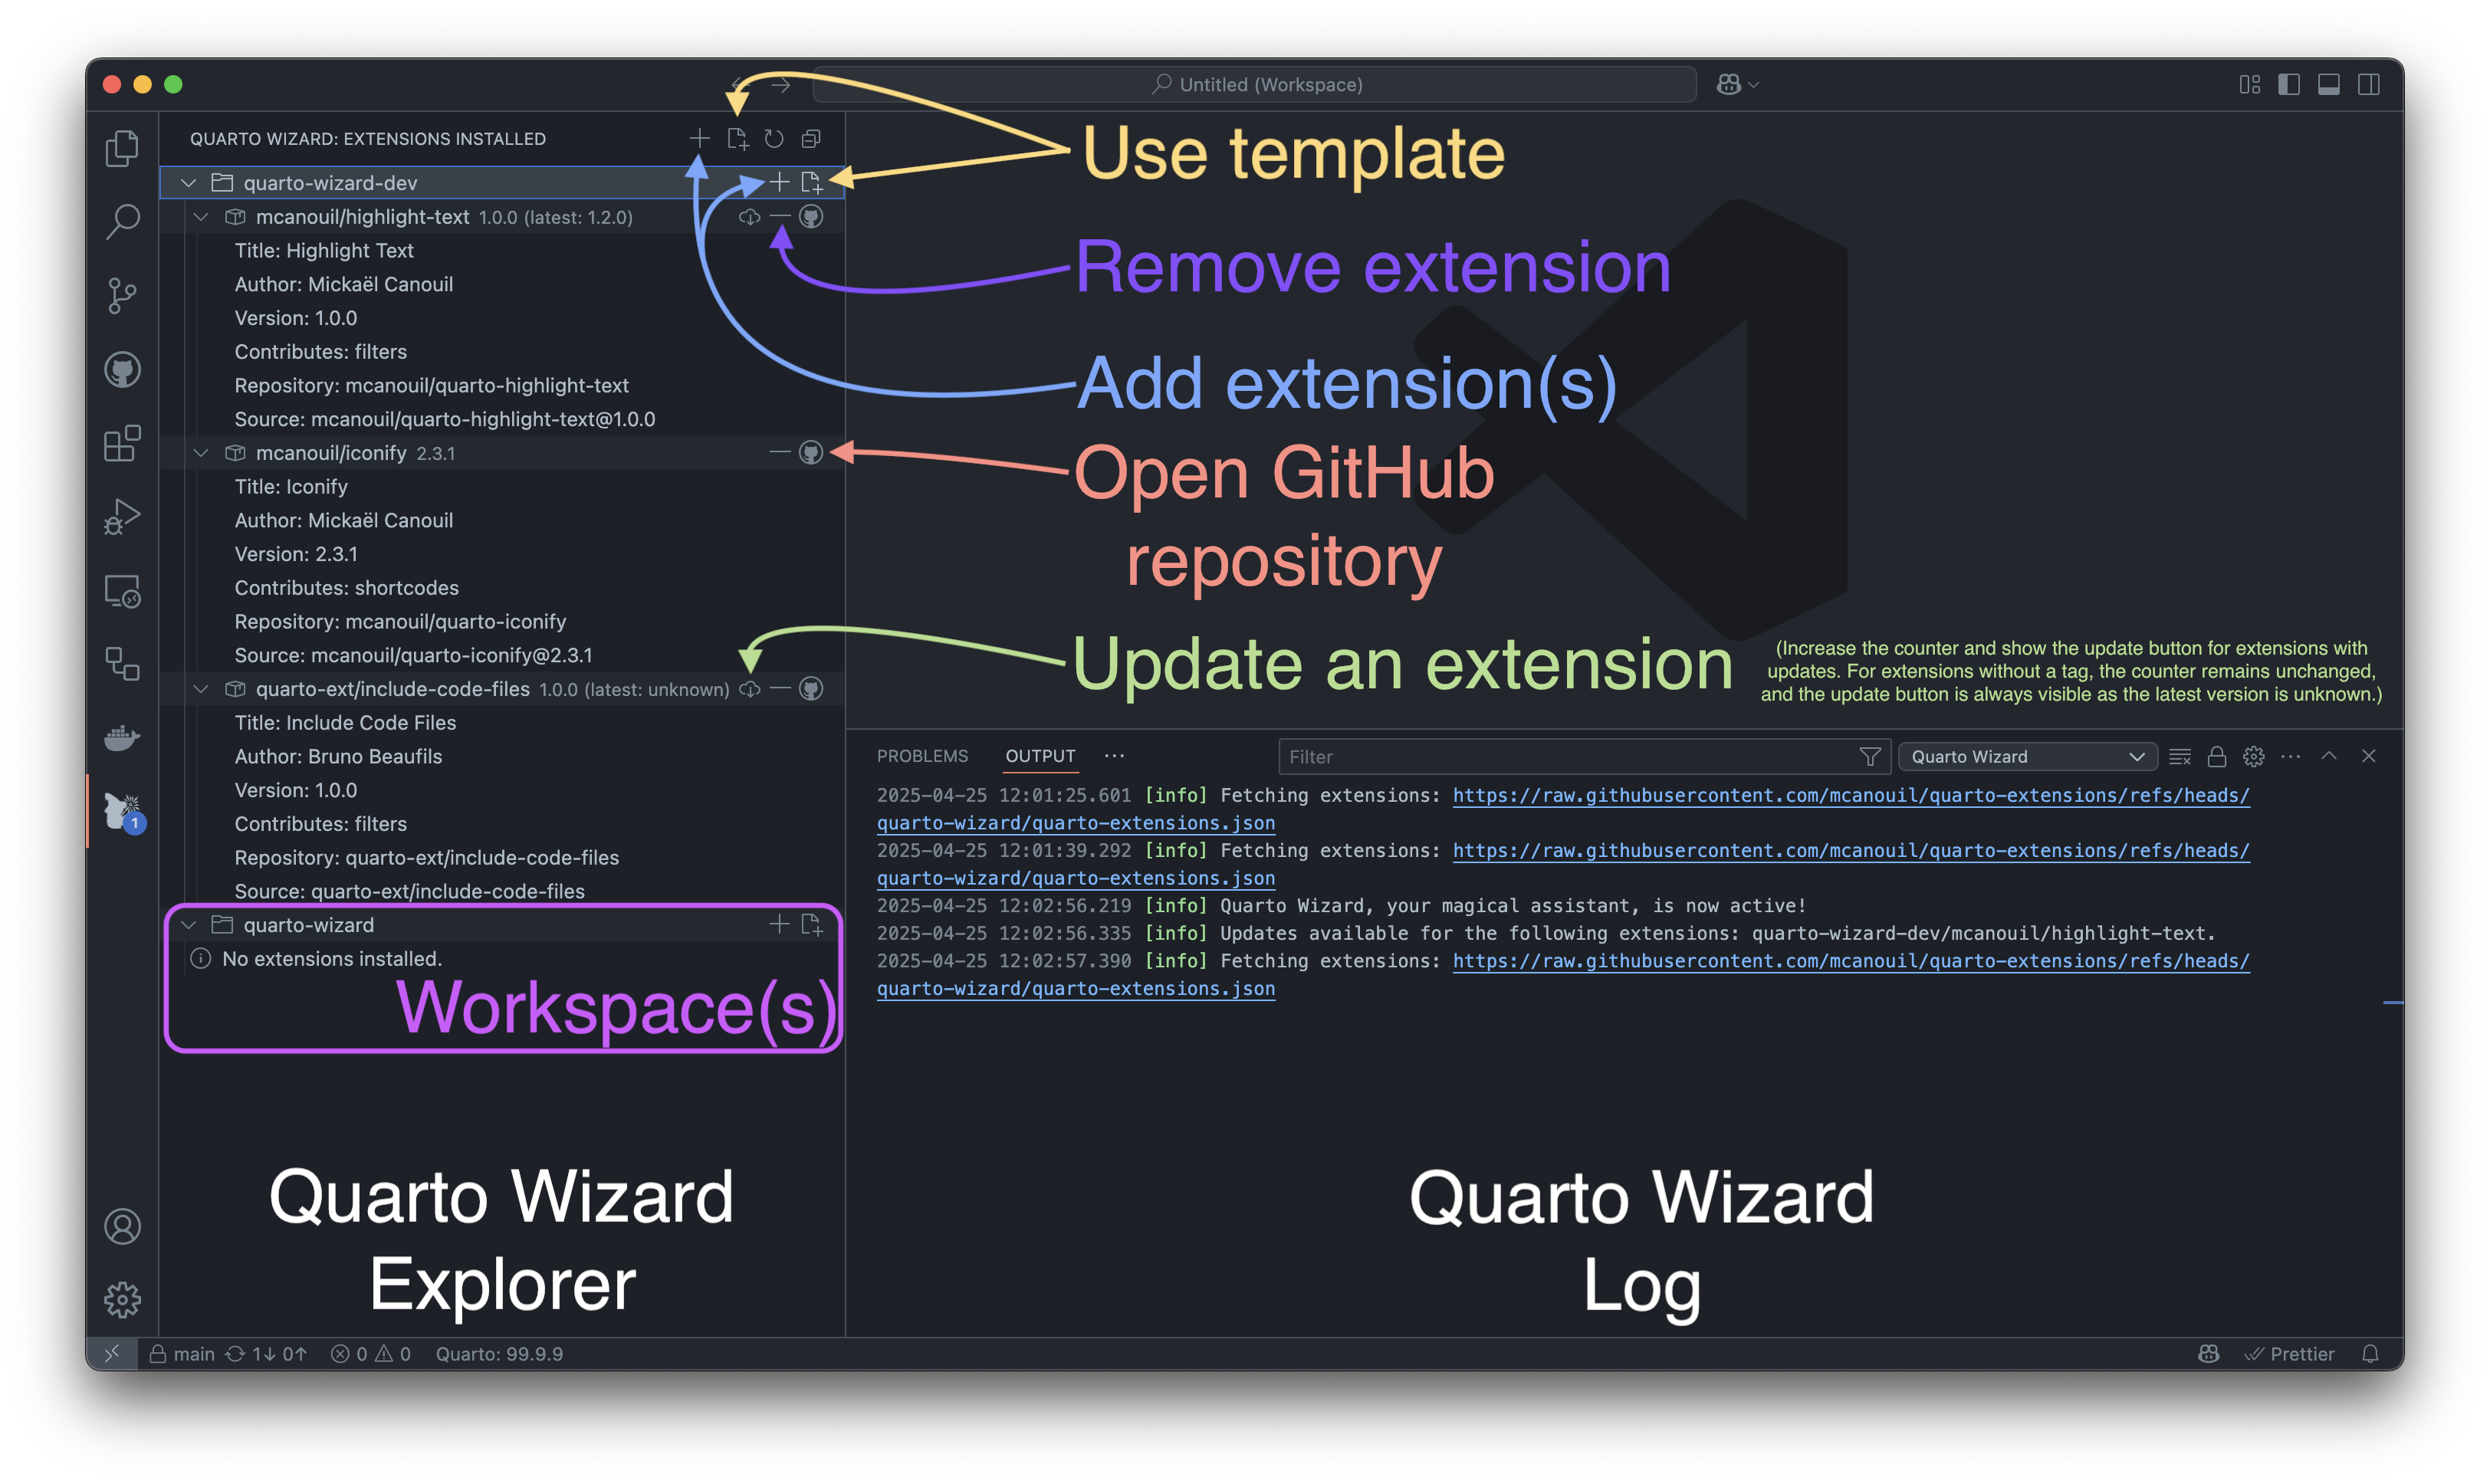 Untitled (Workspace)
QUARTO WIZARD: EXTENSIONS INSTALLED
quarto-wizard-dev
mcanouil/highlight-text 1.0.0 (latest: 1.2.0)
Title: Highlight Text
Author: Mickaël Canouil
Version: 1.0.0
Contributes: filters
Repository: mcanouil/quarto-highlight-text
Source: mcanouil/quarto-highlight-text@1.0.0
mcanouil/iconify 2.3.1
Title: Iconify
Author: Mickaël Canouil
Version: 2.3.1
Contributes: shortcodes
Repository: mcanouil/quarto-iconify
Source: mcanouil/quarto-iconify@2.3.1
quarto-ext/include-code-files 1.0.0 (latest: unknown)
Title: Include Code Files
Author: Bruno Beaufils
Version: 1.0.0
Contributes: filters
Repository: quarto-ext/include-code-files
Source: quarto-ext/include-code-files
quarto-wizard
No extensions installed.
Workspace(s)
1
Quarto Wizard
Explorer
Use template
Remove extension
Add extension(s)
Open GitHub
repository
Update an extension
(Increase the counter and show the update button for extensions with
updates. For extensions without a tag, the counter remains unchanged,
and the update button is always visible as the latest version is unknown.)
PROBLEMS OUTPUT ··· Filter Quarto Wizard ···
2025-04-25 12:01:25.601 [info] Fetching extensions: https://raw.githubusercontent.com/mcanouil/quarto-extensions/refs/heads/
quarto-wizard/quarto-extensions.json
2025-04-25 12:01:39.292 [info] Fetching extensions: https://raw.githubusercontent.com/mcanouil/quarto-extensions/refs/heads/
quarto-wizard/quarto-extensions.json
2025-04-25 12:02:56.219 [info] Quarto Wizard, your magical assistant, is now active!
2025-04-25 12:02:56.335 [info] Updates available for the following extensions: quarto-wizard-dev/mcanouil/highlight-text.
2025-04-25 12:02:57.390 [info] Fetching extensions: https://raw.githubusercontent.com/mcanouil/quarto-extensions/refs/heads/
quarto-wizard/quarto-extensions.json
Quarto Wizard
Log
main 1↓ 0↑ 0 0 Quarto: 99.9.9 Prettier